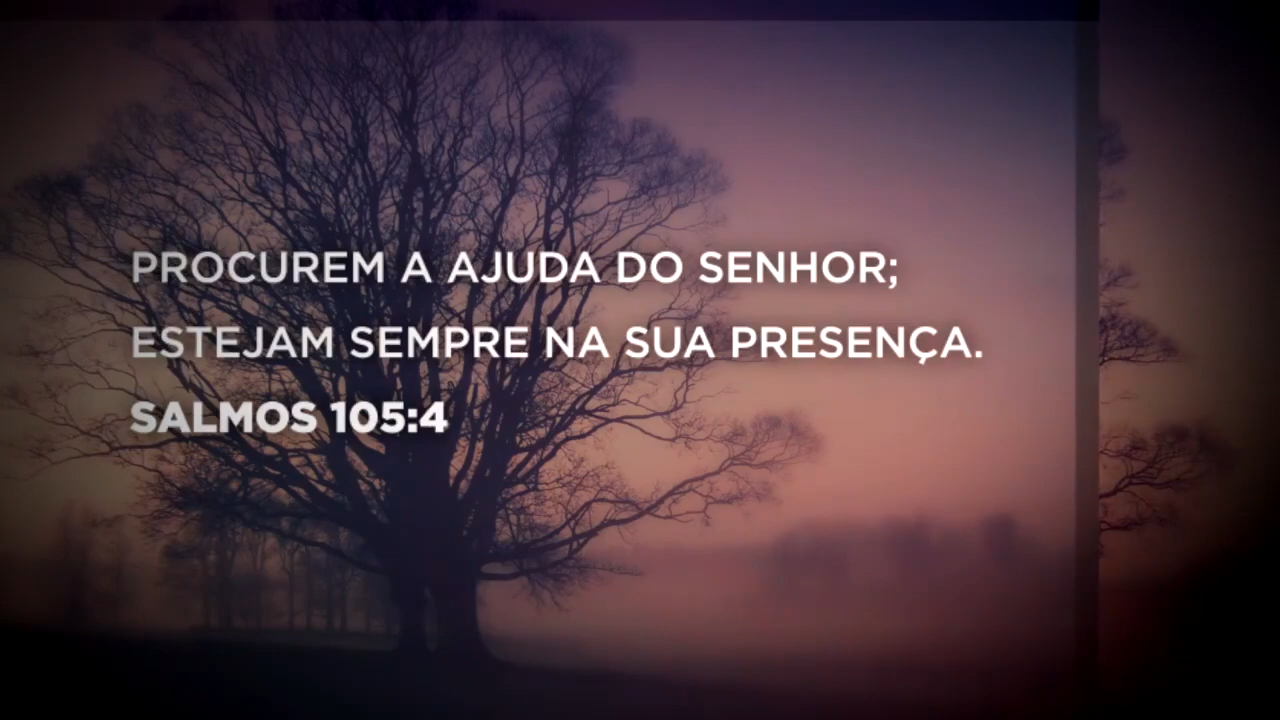 PROCUREM A AJUDA DO SENHOR;
ESTEJAM SEMPRE NA SUA PRESENÇA.
SALMOS 105:4